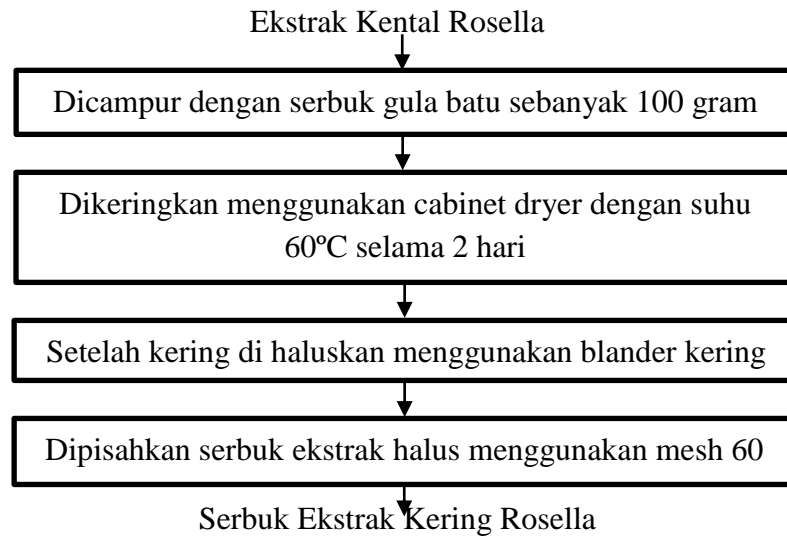 Ekstrak Kental Rosella
Dicampur dengan serbuk gula batu sebanyak 100 gram
Dikeringkan menggunakan cabinet dryer dengan suhu
60ºC selama 2 hari
Setelah kering di haluskan menggunakan blander kering
Dipisahkan serbuk ekstrak halus menggunakan mesh 60
Serbuk Ekstrak Kering Rosella